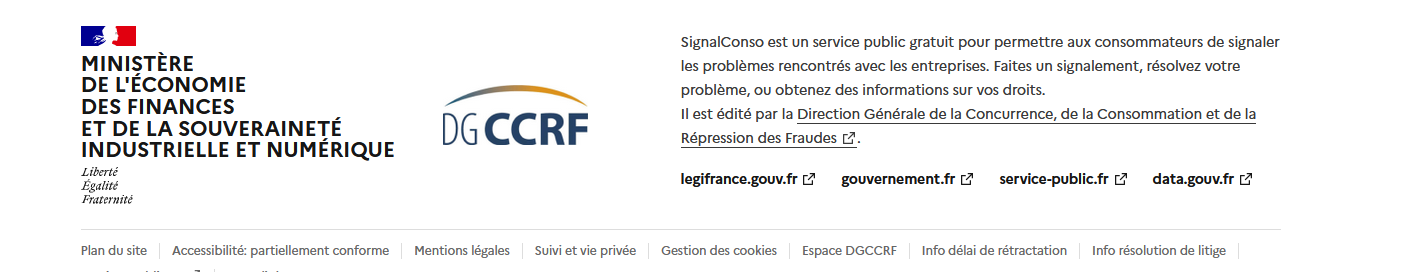 MINISTÈRE
DE L'ÉCONOMIE
DES FINANCES
ET DE LA SOUVERAINETÉ
INDUSTRIELLE ET NUMÉRIQUE
Liberté
Égalité
Fraternité
DGCCRF
SignalConso est un service public gratuit pour permettre aux consommateurs de signaler
les problèmes rencontrés avec les entreprises. Faites un signalement, résolvez votre
problème, ou obtenez des informations sur vos droits.
Il est édité par la Direction Générale de la Concurrence, de la Consommation et de la
Répression des Fraudes.
legifrance.gouv.fr gouvernement.fr service-public.fr data.gouv.fr
Plan du site Accessibilité: partiellement conforme Mentions légales Suivi et vie privée Gestion des cookies Espace DGCCRF Info délai de rétractation Info résolution de litige